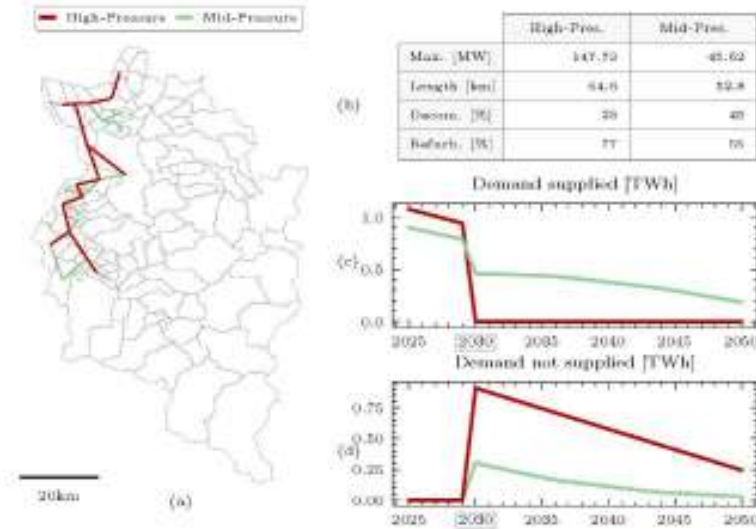 High-Pressure Mid-Pressure
High-Pres. Mid-Pres.
Max. [MW] 147.73 45.62
Length [km] 64.6 52.8
Decom. [%]
Refurb. [%] 77 55
(b)
Demand supplied [TWh]
1.0
0.5
0.0
(c)
2025 2030 2035 2040 2045 2050
Demand not supplied [TWh]
0.75
0.50
0.25
0.00
(d)
2025 2030 2035 2040 2045 2050
20km
(a)